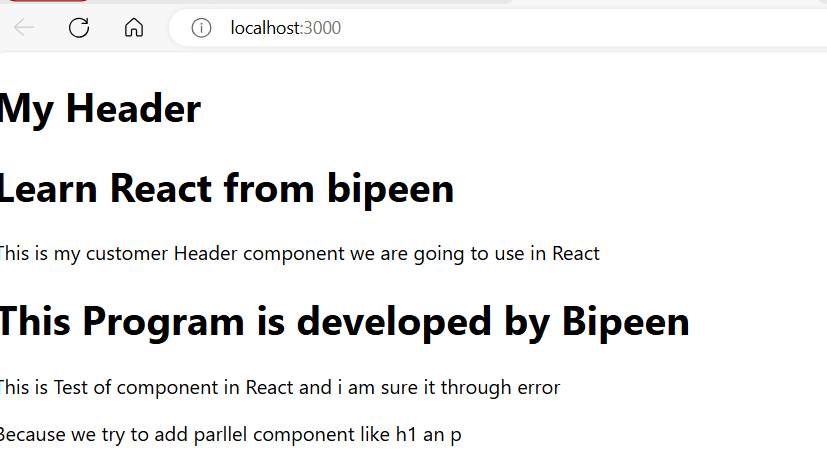 localhost:3000
My Header
Learn React from bipeen
This is my customer Header component we are going to use in React
This Program is developed by Bipeen
This is Test of component in React and i am sure it through error
Because we try to add parllel component like h1 an p